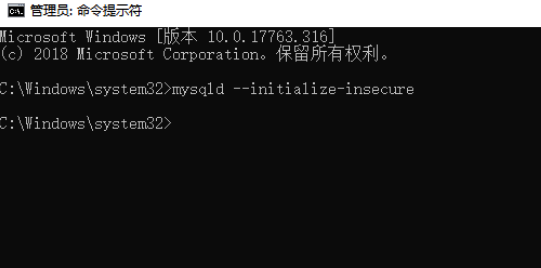 管理员: 命令提示符
Microsoft Windows [版本 10.0.17763.316]
(c) 2018 Microsoft Corporation。保留所有权利。
C:\Windows\system32>mysqld --initialize-insecure
C:\Windows\system32>